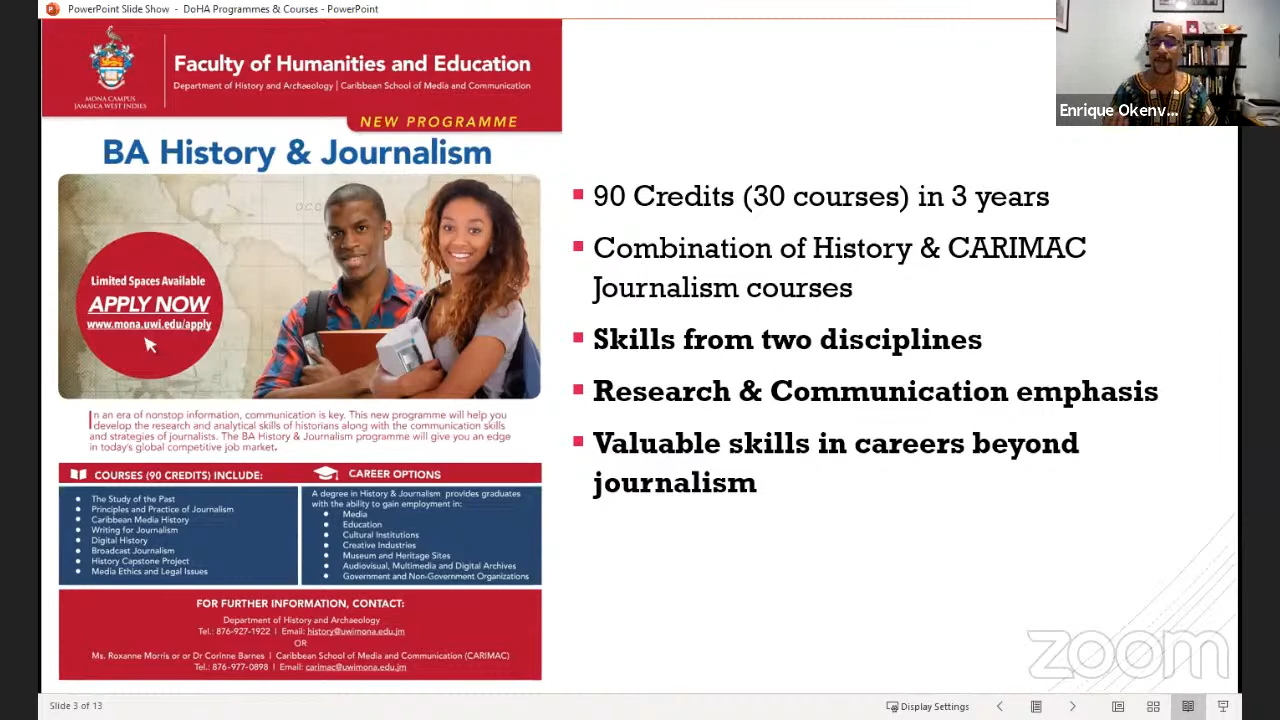 PowerPoint Slide Show - DoHA Programmes & Courses - PowerPoint
MONA CAMPUS
JAMAICA WEST INDIES
Faculty of Humanities and Education
Department of History and Archaeology | Caribbean School of Media and Communication
NEW PROGRAMME
BA History & Journalism
Limited Spaces Available
APPLY NOW
www.mona.uwi.edu/apply
In an era of nonstop information, communication is key. This new programme will help you
develop the research and analytical skills of historians along with the communication skills
and strategies of journalists. The BA History & Journalism programme will give you an edge
in today's global competitive job market.
COURSES (90 CREDITS) INCLUDE:
The Study of the Past
Principles and Practice of Journalism
Caribbean Media History
Writing for Journalism
Digital History
Broadcast Journalism
History Capstone Project
Media Ethics and Legal Issues
CAREER OPTIONS
A degree in History & Journalism provides graduates
with the ability to gain employment in:
Media
Education
Cultural Institutions
Creative Industries
Museum and Heritage Sites
Audiovisual, Multimedia and Digital Archives
Government and Non-Government Organizations
FOR FURTHER INFORMATION, CONTACT:
Department of History and Archaeology
Tel.: 876-927-1922 | Email: history@uwimona.edu.jm
OR
Ms. Roxanne Morris or or Dr Corinne Barnes | Caribbean School of Media and Communication (CARIMAC)
Tel.: 876-977-0898 | Email: carimac@uwimona.edu.jm
90 Credits (30 courses) in 3 years
Combination of History & CARIMAC
Journalism courses
Skills from two disciplines
Research & Communication emphasis
Valuable skills in careers beyond
journalism
Enrique Okenv...
zoom
Slide 3 of 13
Display Settings